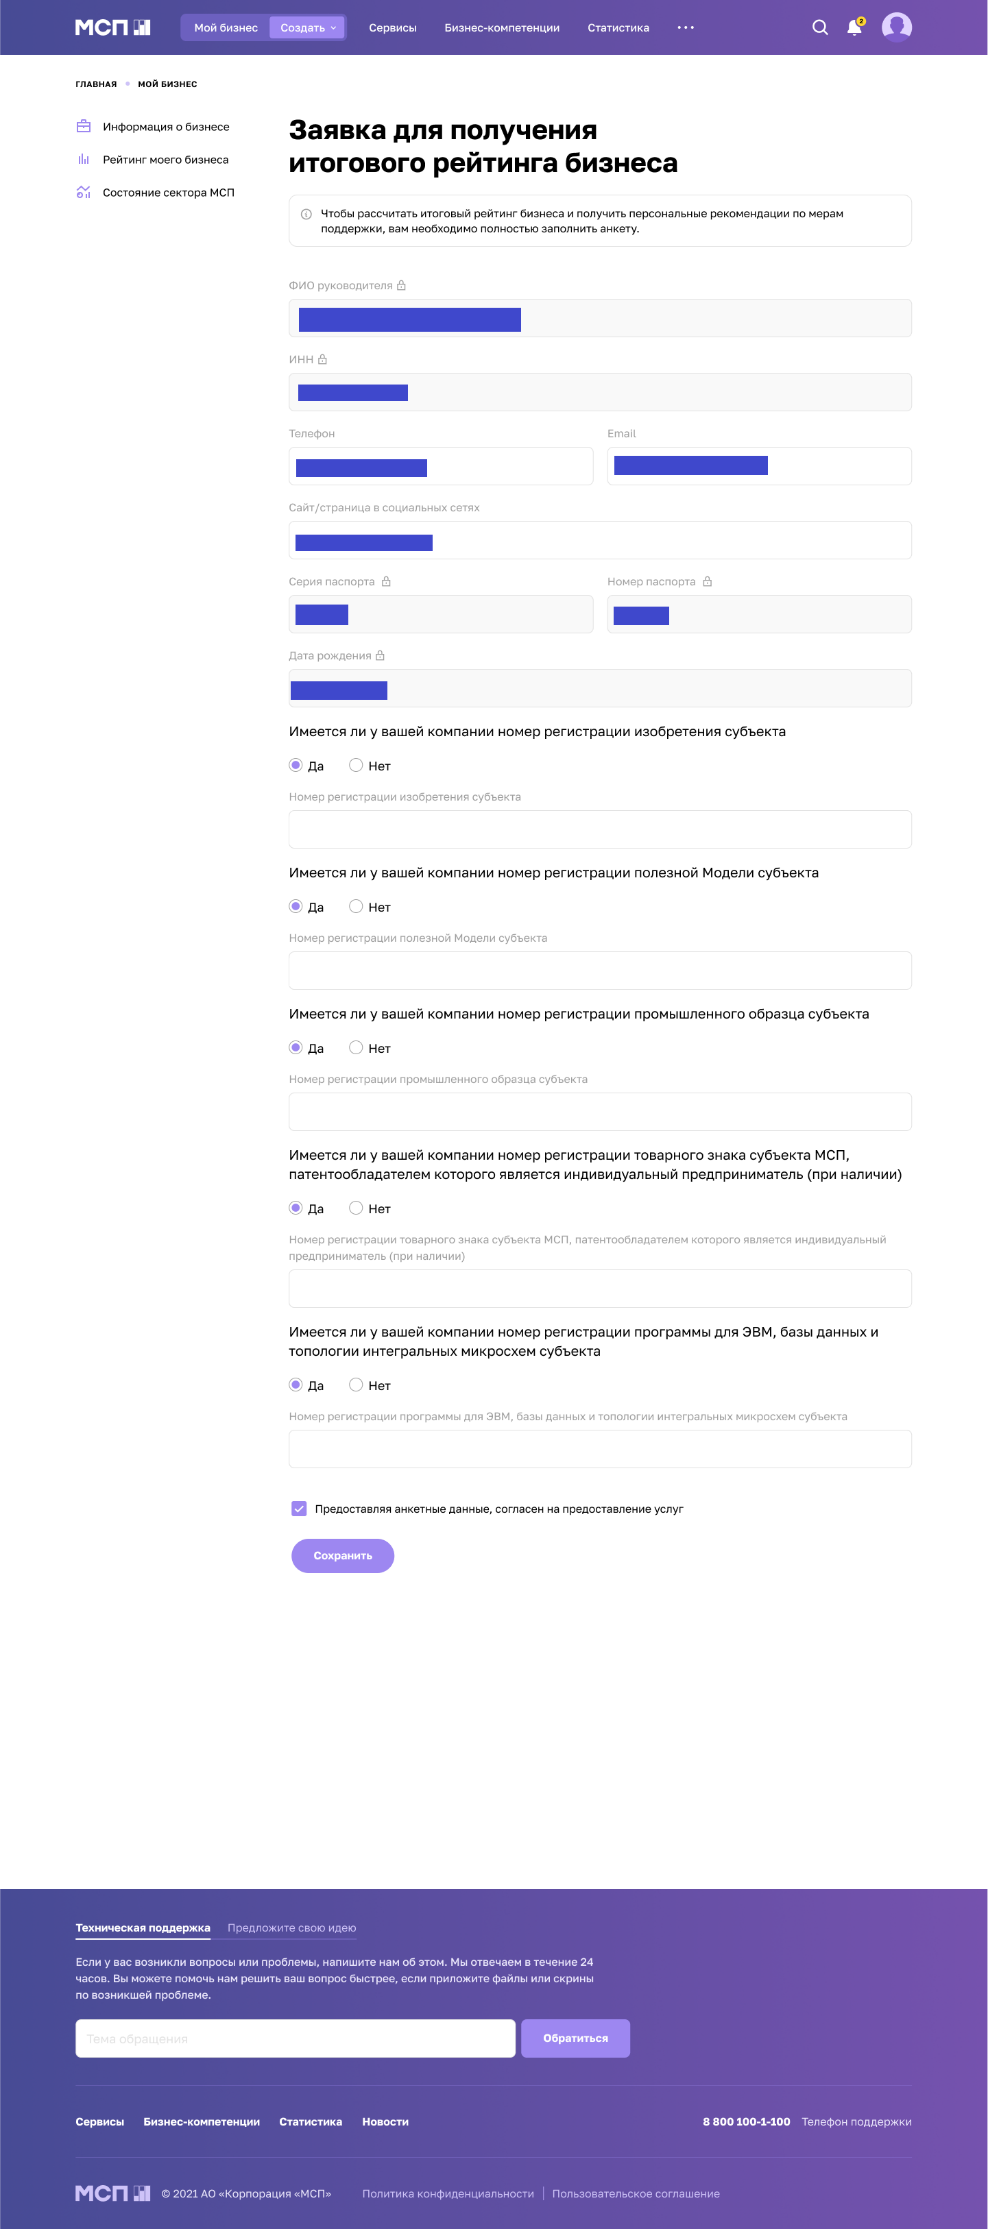 МСП
Мой бизнес
Создать
Сервисы
Бизнес-компетенции
Статистика
2
ГЛАВНАЯ
МОЙ БИЗНЕС
Информация о бизнесе
Рейтинг моего бизнеса
Состояние сектора МСП
Заявка для получения
итогового рейтинга бизнеса
Чтобы рассчитать итоговый рейтинг бизнеса и получить персональные рекомендации по мерам
поддержки, вам необходимо полностью заполнить анкету.
ФИО руководителя
ИНН
Телефон
Email
Сайт/страница в социальных сетях
Серия паспорта
Номер паспорта
Дата рождения
Имеется ли у вашей компании номер регистрации изобретения субъекта
Да
Нет
Номер регистрации изобретения субъекта
Имеется ли у вашей компании номер регистрации полезной Модели субъекта
Да
Нет
Номер регистрации полезной Модели субъекта
Имеется ли у вашей компании номер регистрации промышленного образца субъекта
Да
Нет
Номер регистрации промышленного образца субъекта
Имеется ли у вашей компании номер регистрации товарного знака субъекта МСП,
патентообладателем которого является индивидуальный предприниматель (при наличии)
Да
Нет
Номер регистрации товарного знака субъекта МСП, патентообладателем которого является индивидуальный
предприниматель (при наличии)
Имеется ли у вашей компании номер регистрации программы для ЭВМ, базы данных и
топологии интегральных микросхем субъекта
Да
Нет
Номер регистрации программы для ЭВМ, базы данных и топологии интегральных микросхем субъекта
Предоставляя анкетные данные, согласен на предоставление услуг
Сохранить
Техническая поддержка
Предложите свою идею
Если у вас возникли вопросы или проблемы, напишите нам об этом. Мы отвечаем в течение 24
часов. Вы можете помочь нам решить ваш вопрос быстрее, если приложите файлы или скрины
по возникшей проблеме.
Тема обращения
Обратиться
Сервисы
Бизнес-компетенции
Статистика
Новости
8 800 100-1-100
Телефон поддержки
МСП
© 2021 АО «Корпорация «МСП»
Политика конфиденциальности
Пользовательское соглашение